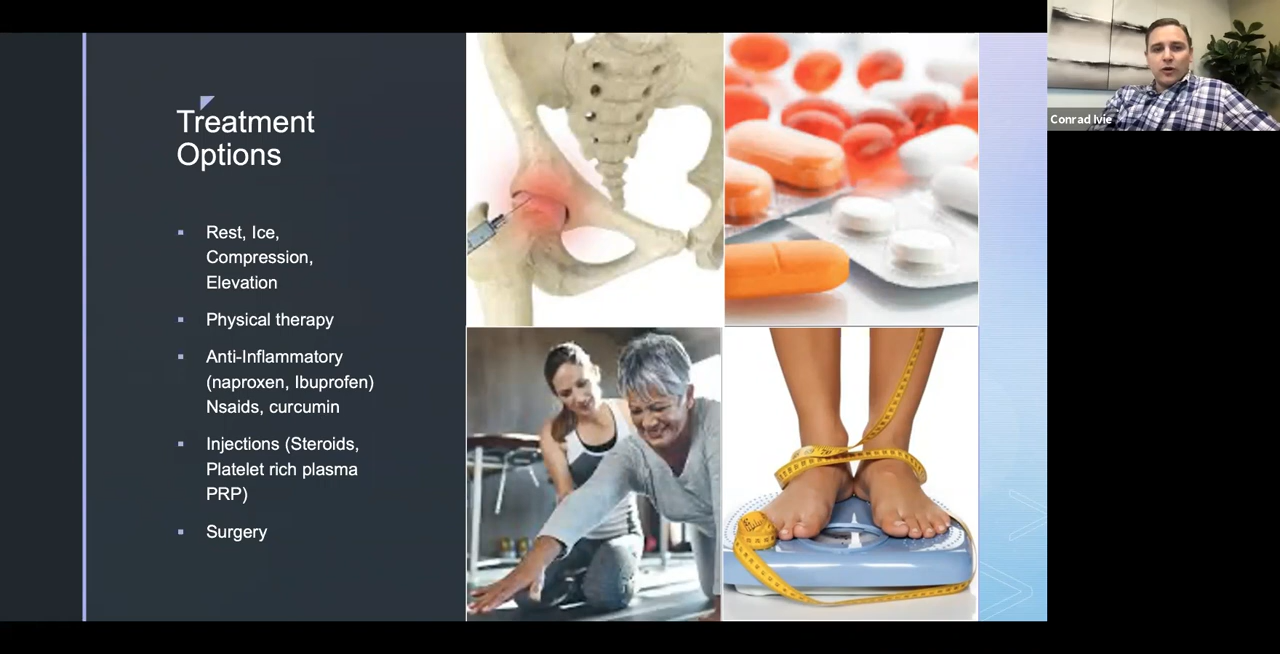 Treatment
Options
Rest, Ice,
Compression,
Elevation
Physical therapy
Anti-Inflammatory
(naproxen, Ibuprofen)
Nsaids, curcumin
Injections (Steroids,
Platelet rich plasma
PRP)
Surgery
Conrad Ivie